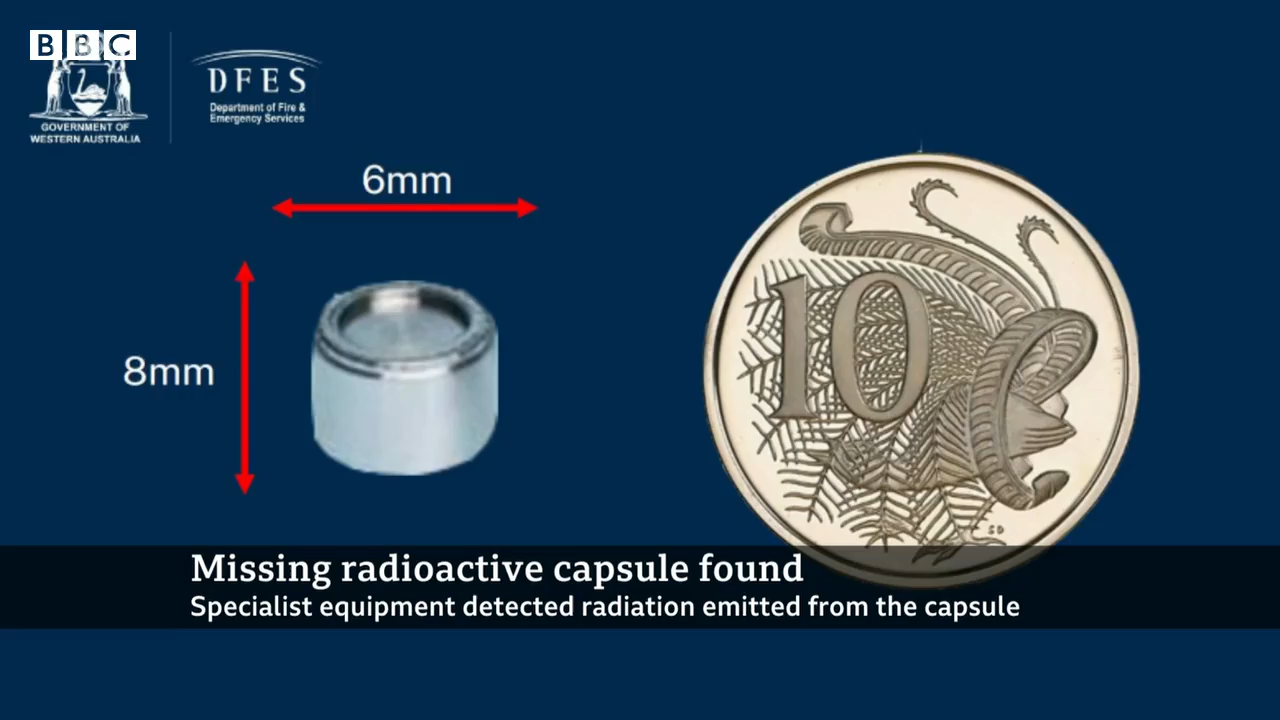 BBC
GOVERNMENT OF
WESTERN AUSTRALIA
DFES
Department of Fire &
Emergency Services
6mm
8mm
10
SD
Missing radioactive capsule found
Specialist equipment detected radiation emitted from the capsule